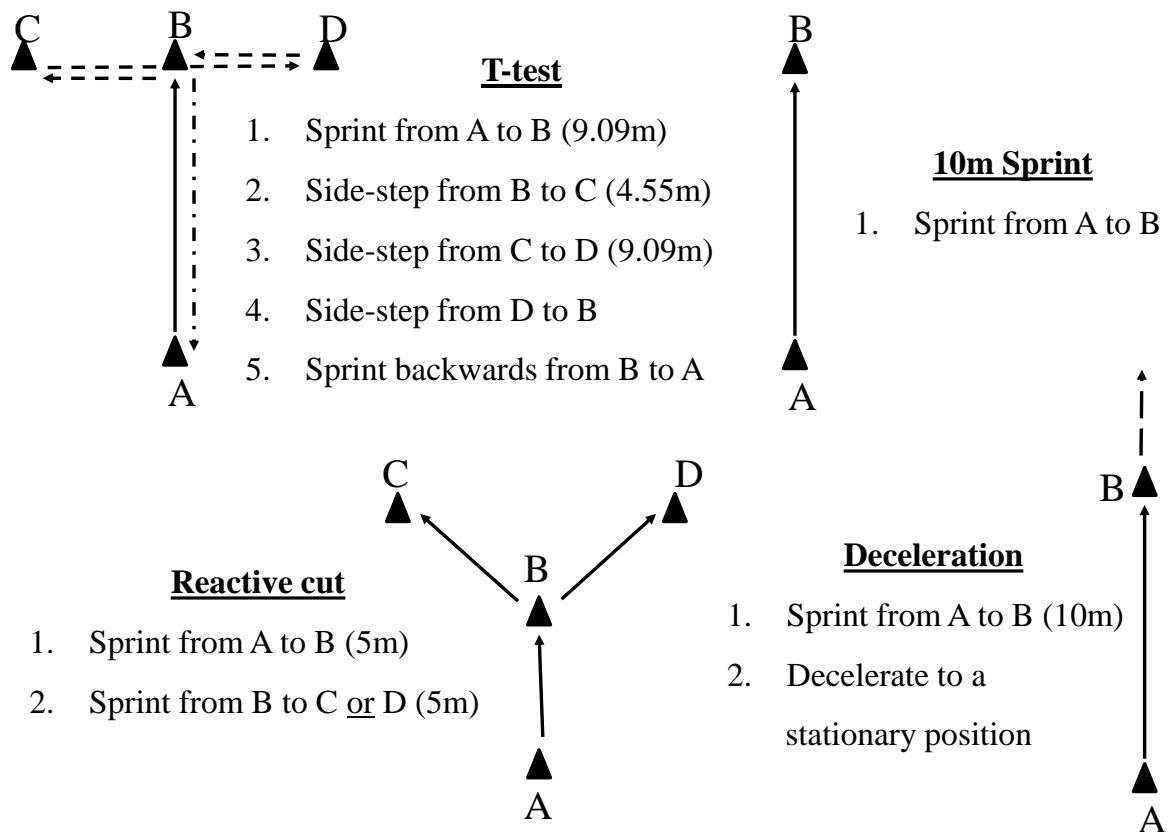 C B D
T-test
1. Sprint from A to B (9.09m)
2. Side-step from B to C (4.55m)
3. Side-step from C to D (9.09m)
4. Side-step from D to B
5. Sprint backwards from B to A
A
B
10m Sprint
1. Sprint from A to B
A
C D
B
Reactive cut
1. Sprint from A to B (5m)
2. Sprint from B to C or D (5m)
A
B
Deceleration
1. Sprint from A to B (10m)
2. Decelerate to a
stationary position
A